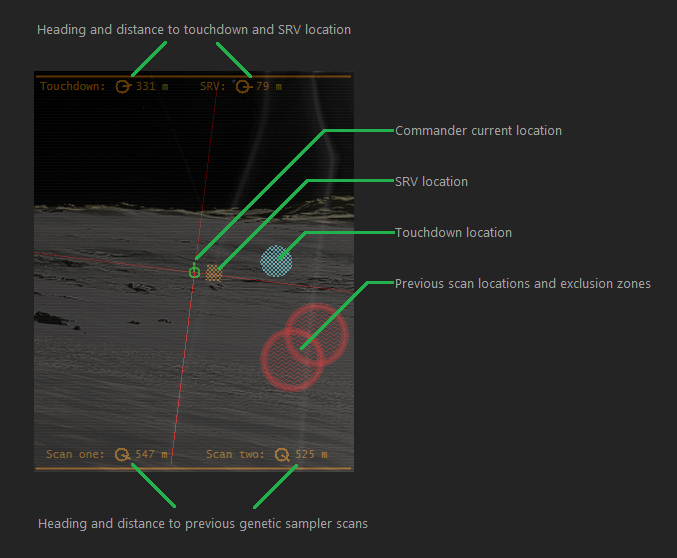 Heading and distance to touchdown and SRV location
Touchdown: 331 m SRV: 79 m
Commander current location
SRV location
Touchdown location
Previous scan locations and exclusion zones
Scan one: 547 m Scan two: 525 m
Heading and distance to previous genetic sampler scans